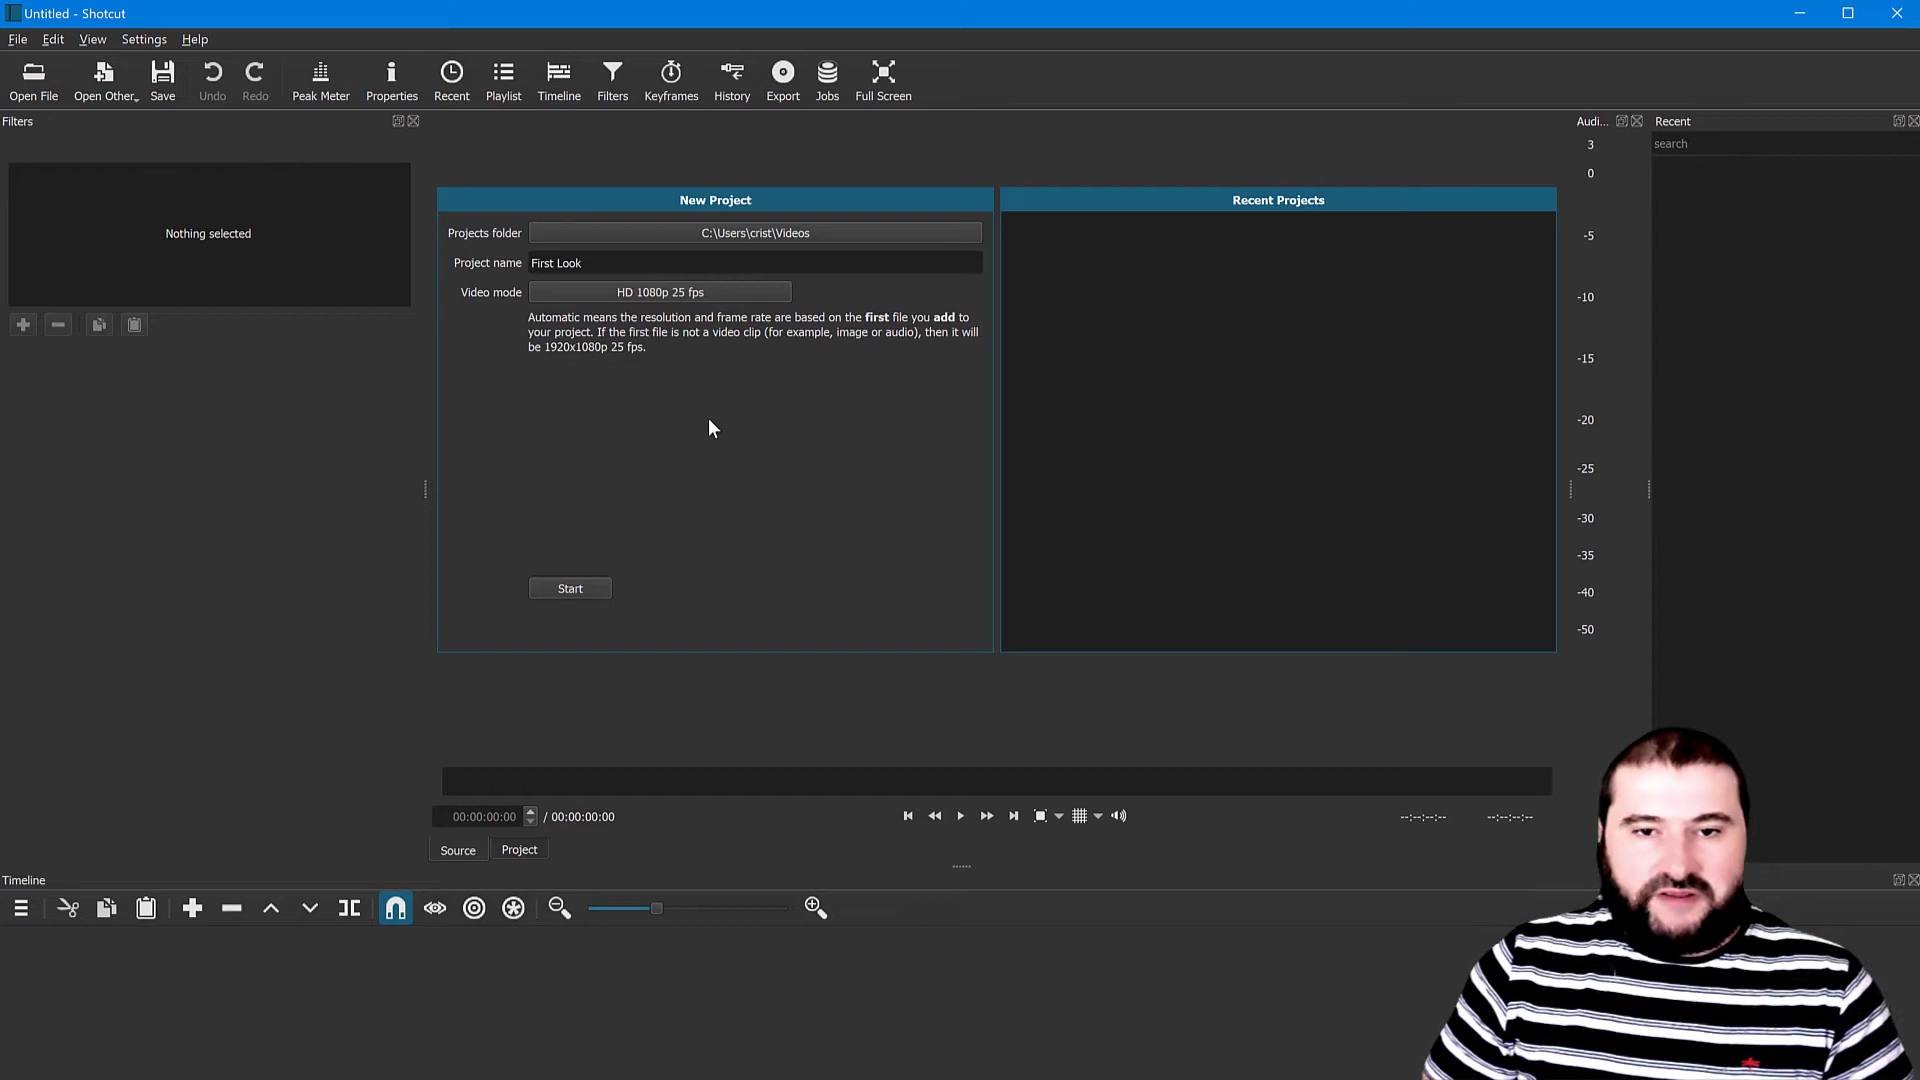 Untitled - Shotcut
File Edit View Settings Help
Open File Open Other... Save Undo Redo Peak Meter Properties Recent Playlist Timeline Filters Keyframes History Export Jobs Full Screen
Filters
Nothing selected
New Project
Projects folder C:\Users\crist\Videos
Project name First Look
Video mode HD 1080p 25 fps
Automatic means the resolution and frame rate are based on the first file you add to
your project. If the first file is not a video clip (for example, image or audio), then it will
be 1920x1080p 25 fps.
Start
Recent Projects
Audi...
3
0
-5
-10
-15
-20
-25
-30
-35
-40
-50
Recent
search
00:00:00:00 / 00:00:00:00
--:--:--:-- --:--:--:--
Source Project
Timeline